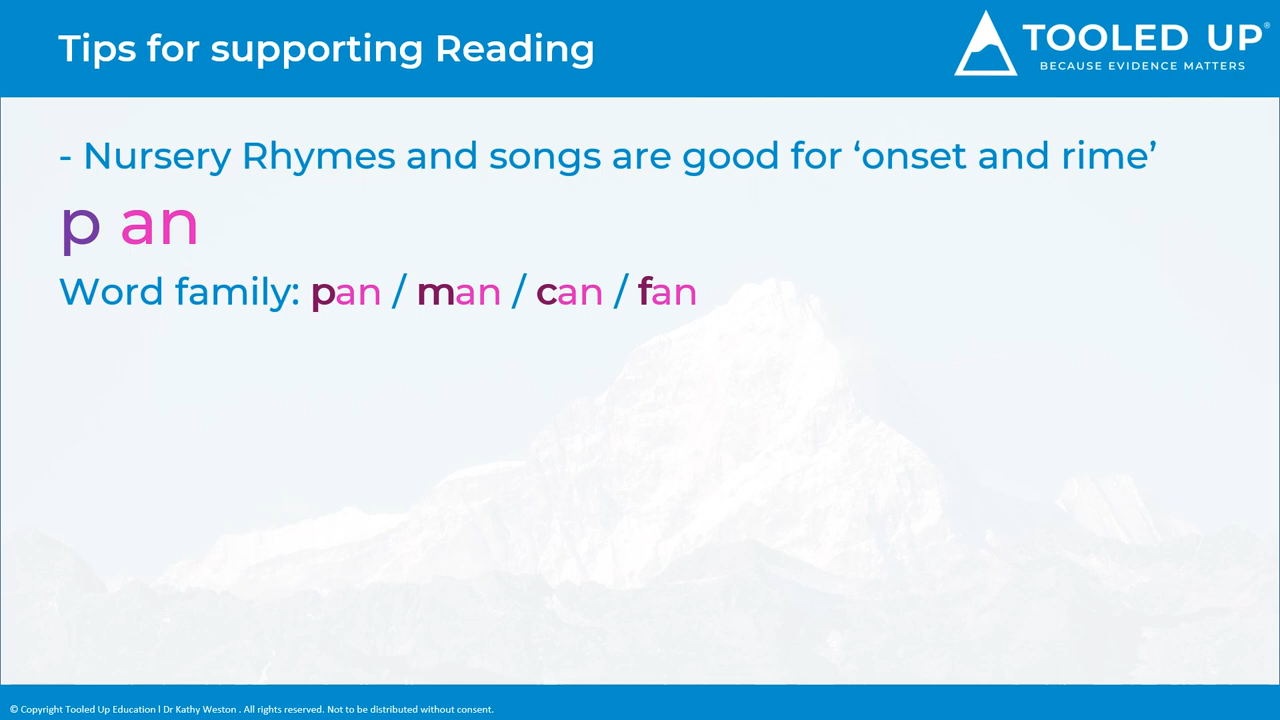 Tips for supporting Reading
TOOLED UP®
BECAUSE EVIDENCE MATTERS
- Nursery Rhymes and songs are good for ‘onset and rime’
p an
Word family: pan / man / can / fan
© Copyright Tooled Up Education l Dr Kathy Weston . All rights reserved. Not to be distributed without consent.